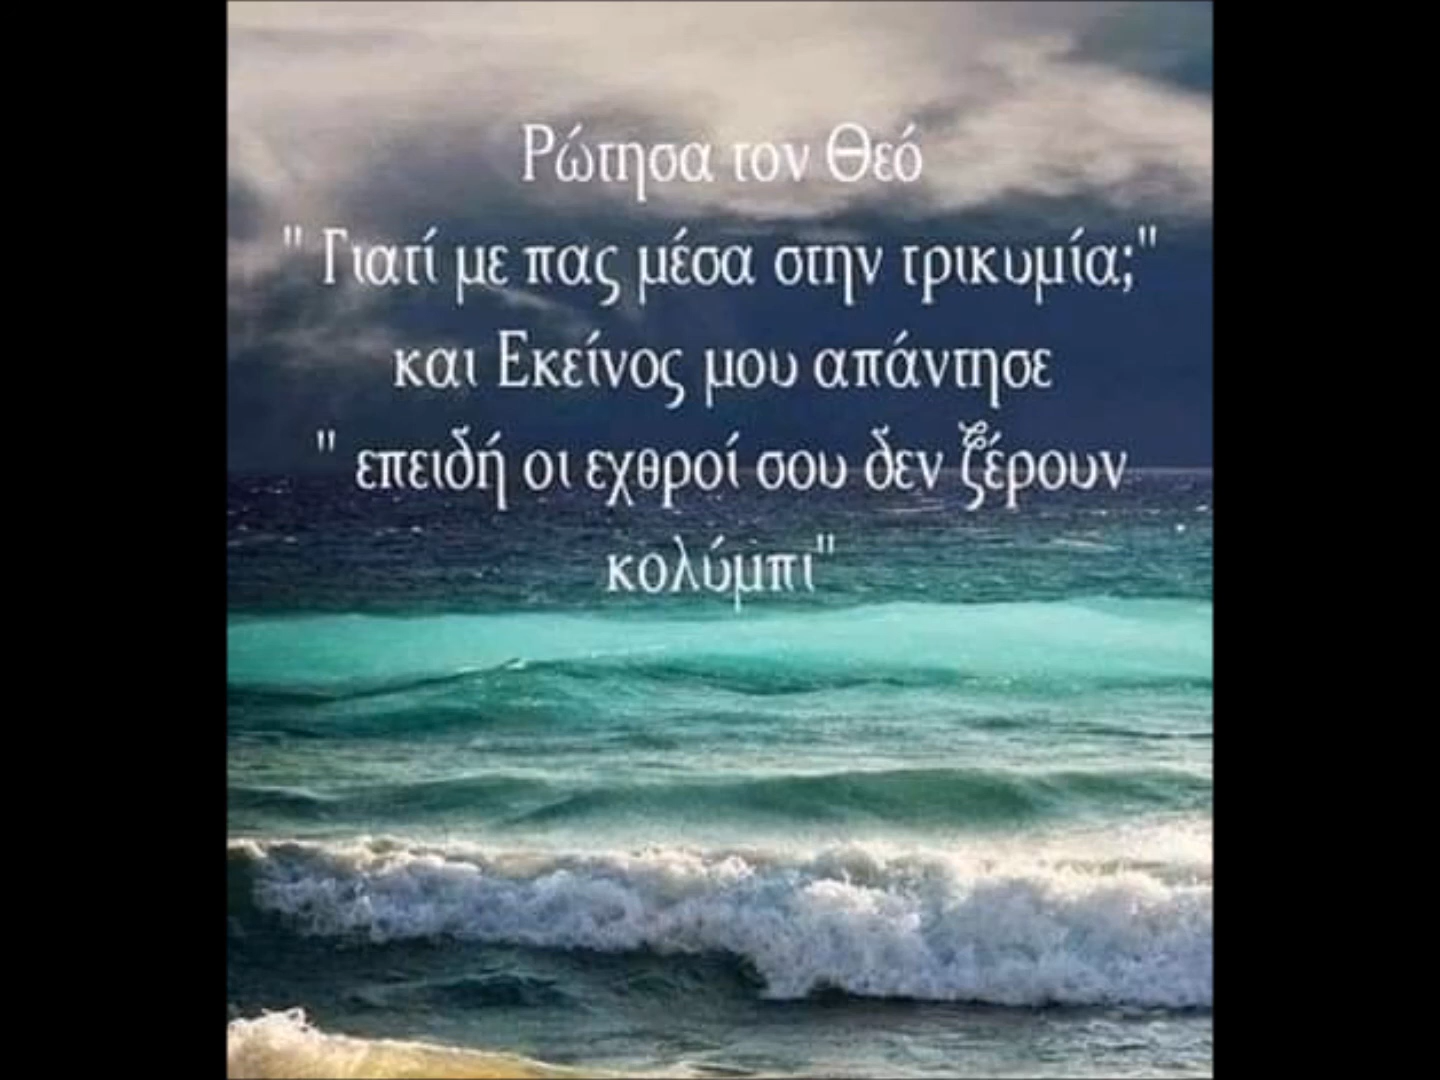 Ρώτησα τον Θεό
" Γιατί με πας μέσα στην τρικυμία;"
και Εκείνος μου απάντησε
" επειδή οι εχθροί σου δεν ξέρουν
κολύμπι"